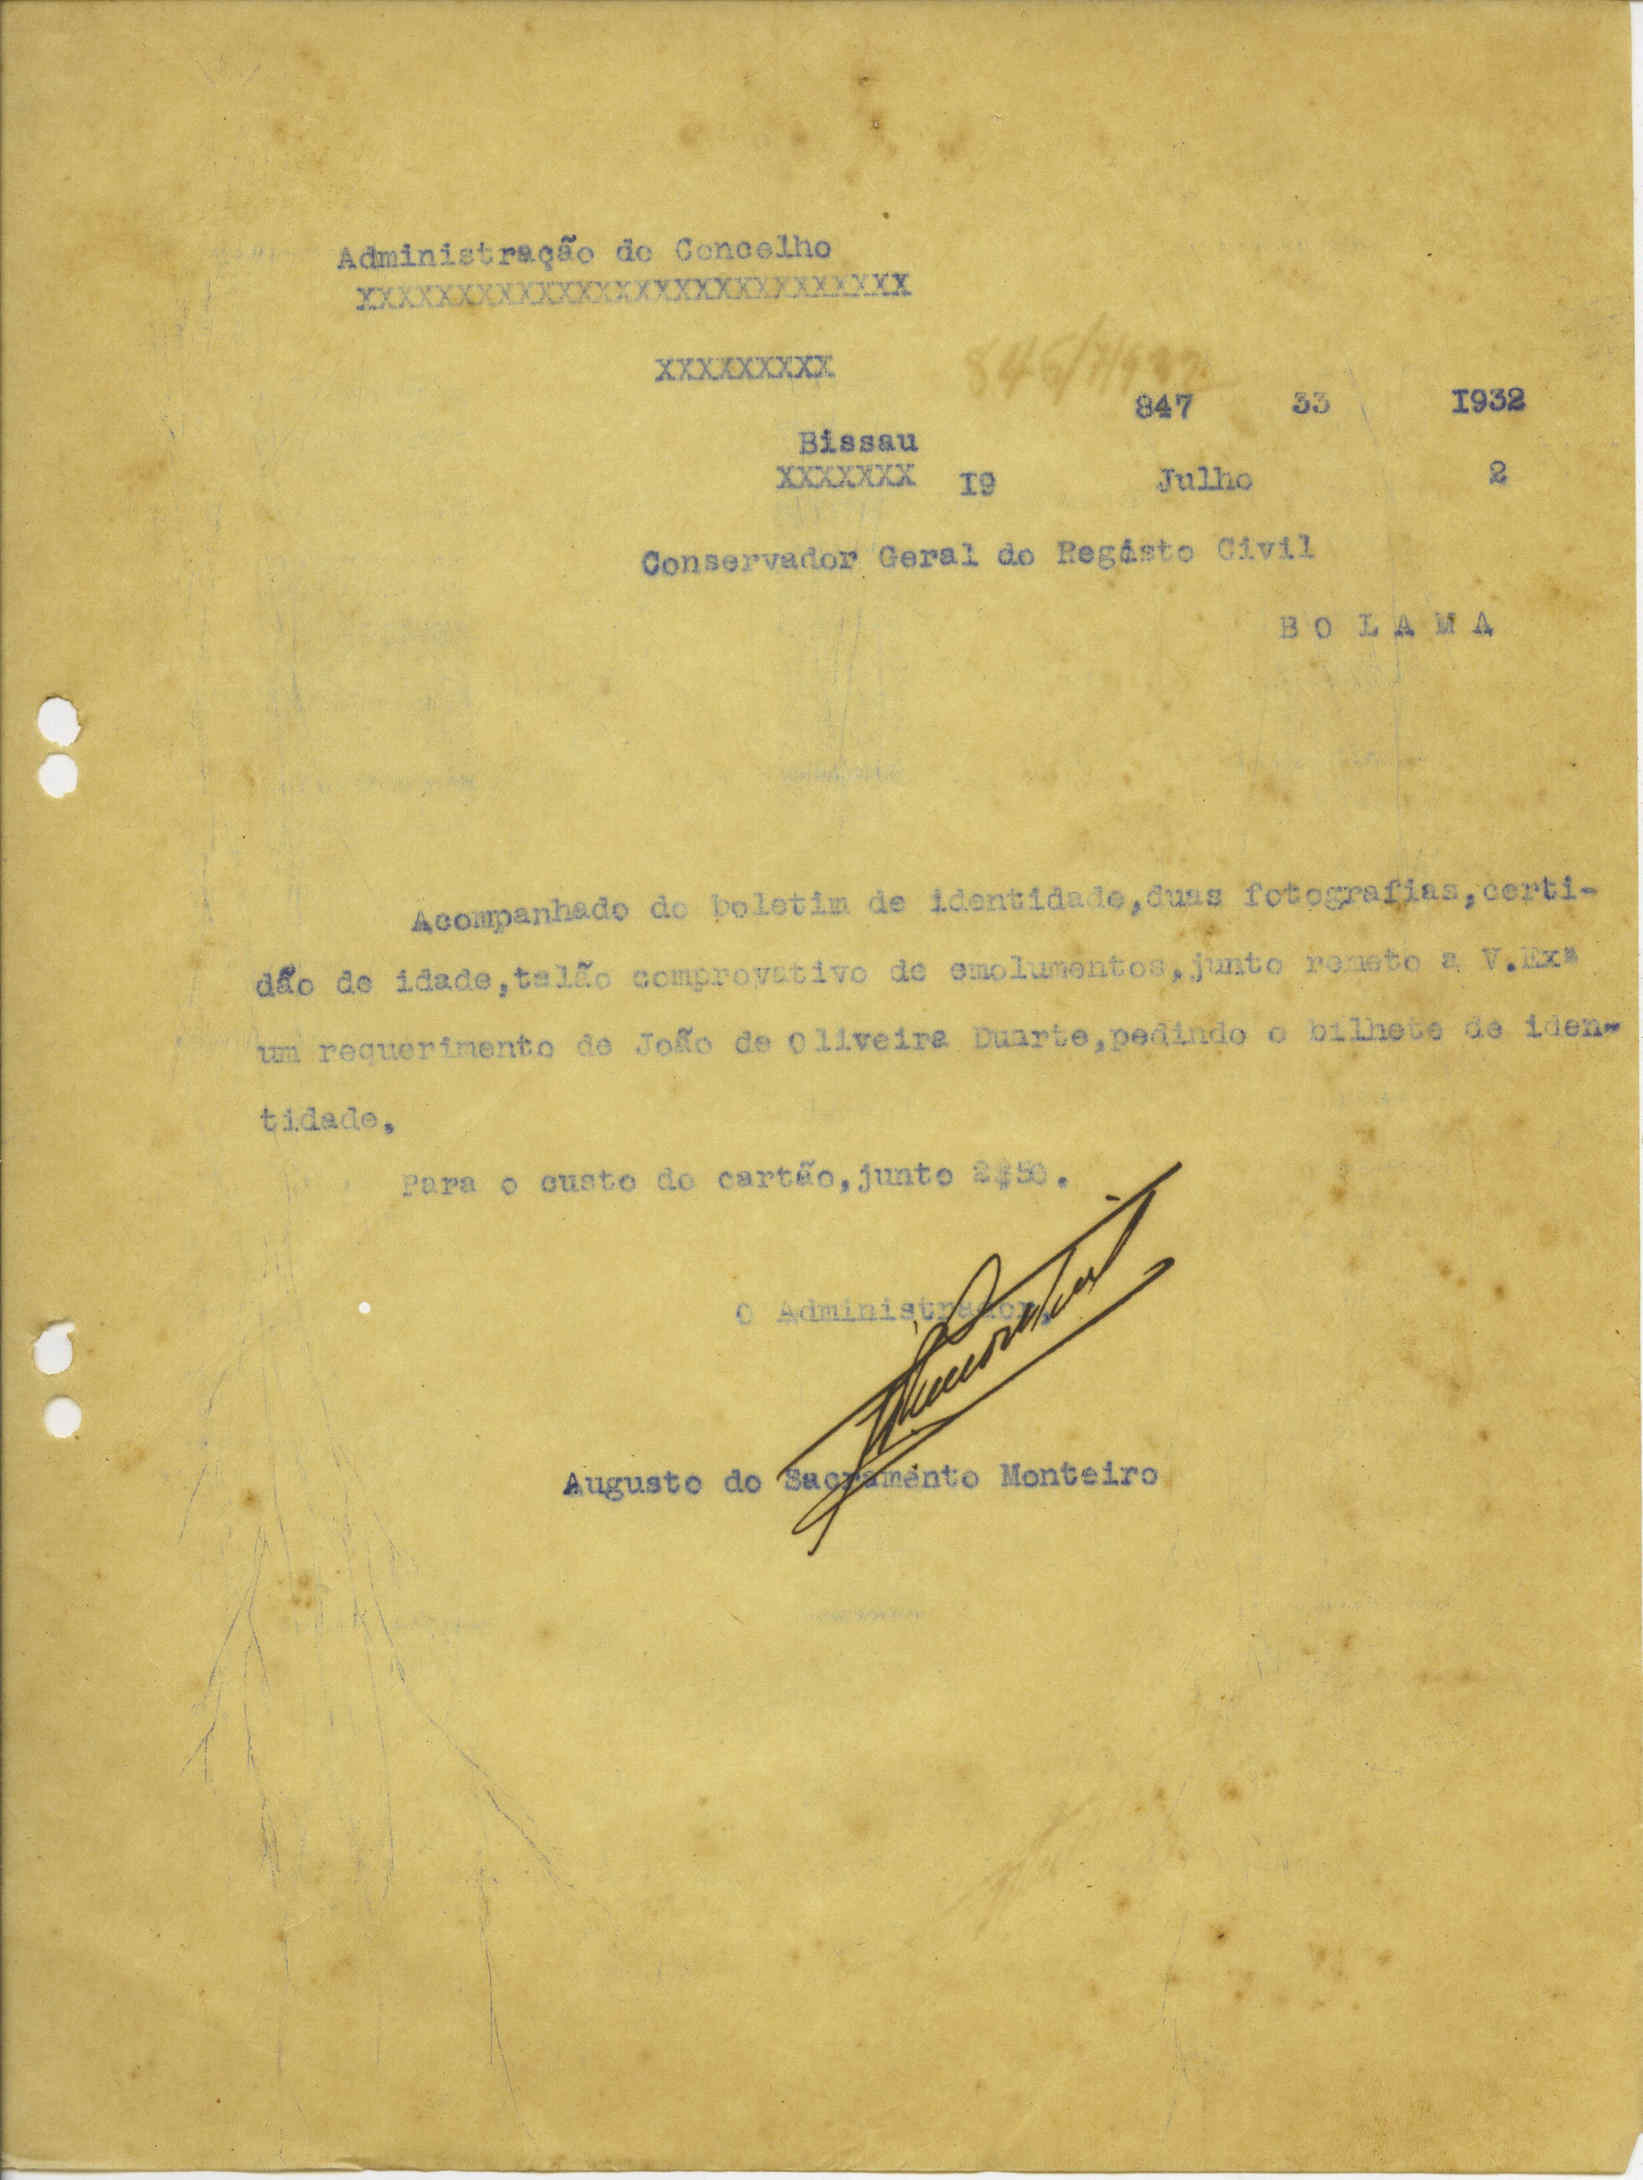 Administração do Concelho
XXXXXXXXXXXXXXXXXXXXXXXXXXXX
XXXXXXXXX
847 33 1932
Bissau
XXXXXXX 19 Julho 2
Conservador Geral do Registo Civil
B O L A M A
Acompanhado do boletim de identidade,duas fotografias,certi-
dão de idade,talão comprovativo de emolumentos,junto remeto a V.Exª
um requerimento de João de Oliveira Duarte,pedindo o bilhete de iden-
tidade.
Para o custo do cartão,junto 2$50.
O Administrador,
Augusto do Sacramento Monteiro